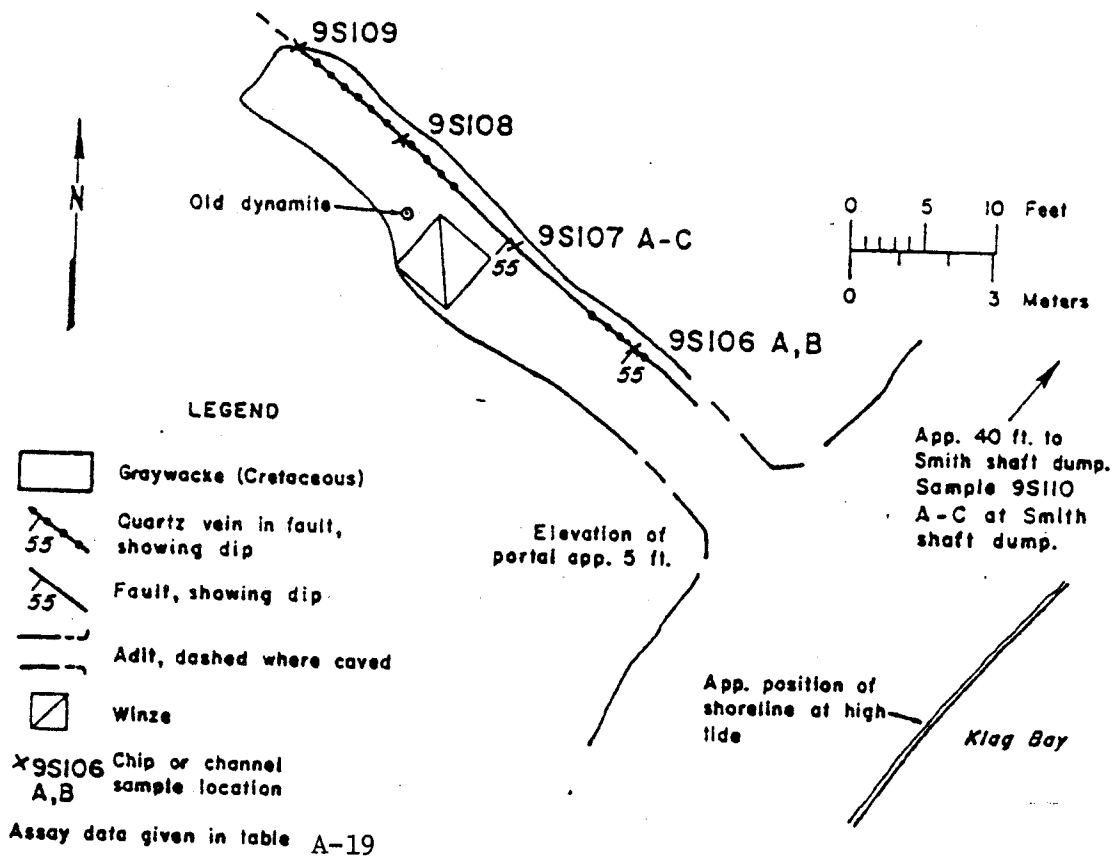 9S109
9S108
N
Old dynamite
9S107 A-C
55
0 5 10 Feet
0 3 Meters
9S106 A,B
55
LEGEND
Graywacke (Cretaceous)
Quartz vein in fault,
showing dip
55
Fault, showing dip
55
Adit, dashed where caved
Winze
x9S106
A,B
Chip or channel
sample location
Assay data given in table A-19
Elevation of
portal app. 5 ft.
App. 40 ft. to
Smith shaft dump.
Sample 9S110
A-C at Smith
shaft dump.
App. position of
shoreline at high
tide
Klag Bay